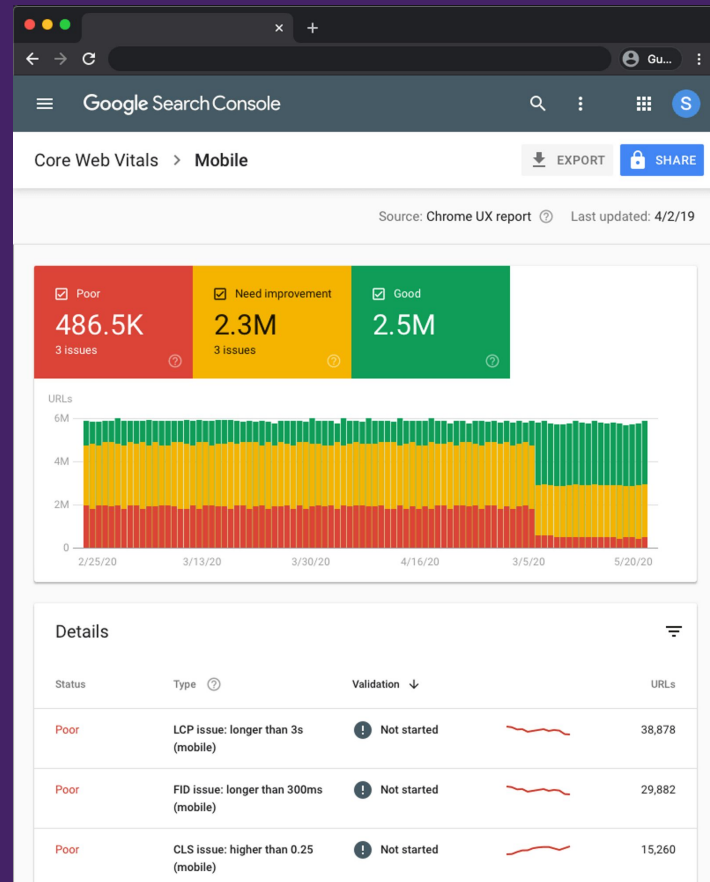 Gu...
Google Search Console
S
Core Web Vitals > Mobile
EXPORT
SHARE
Source: Chrome UX report
Last updated: 4/2/19
Poor
486.5K
3 issues
Need improvement
2.3M
3 issues
Good
2.5M
URLs
6M
4M
2M
0
2/25/20 3/13/20 3/30/20 4/16/20 3/5/20 5/20/20
Details
Status Type Validation URLs
Poor LCP issue: longer than 3s Not started 38,878
(mobile)
Poor FID issue: longer than 300ms Not started 29,882
(mobile)
Poor CLS issue: higher than 0.25 Not started 15,260
(mobile)